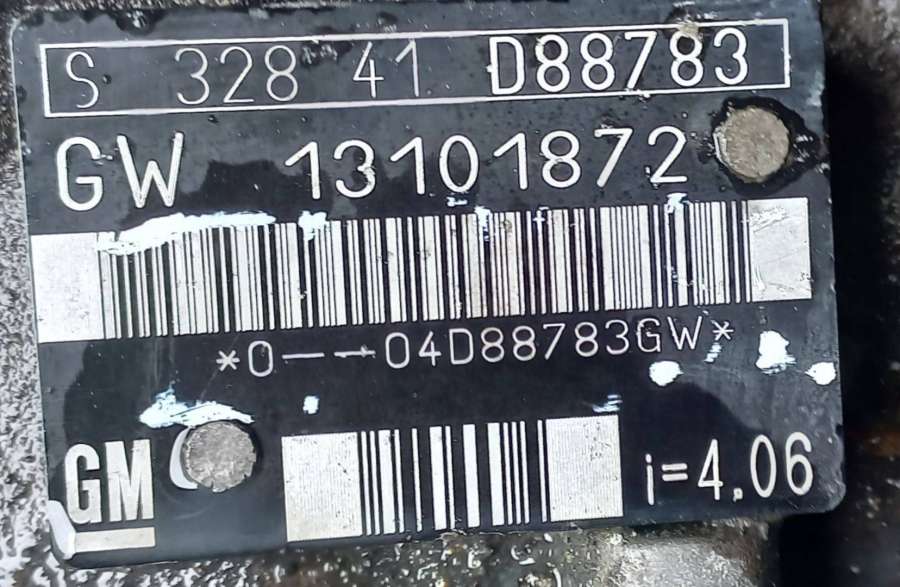 S 328 41 D88783
GW 13101872
*0——04D88783GW*
GM i=4.06